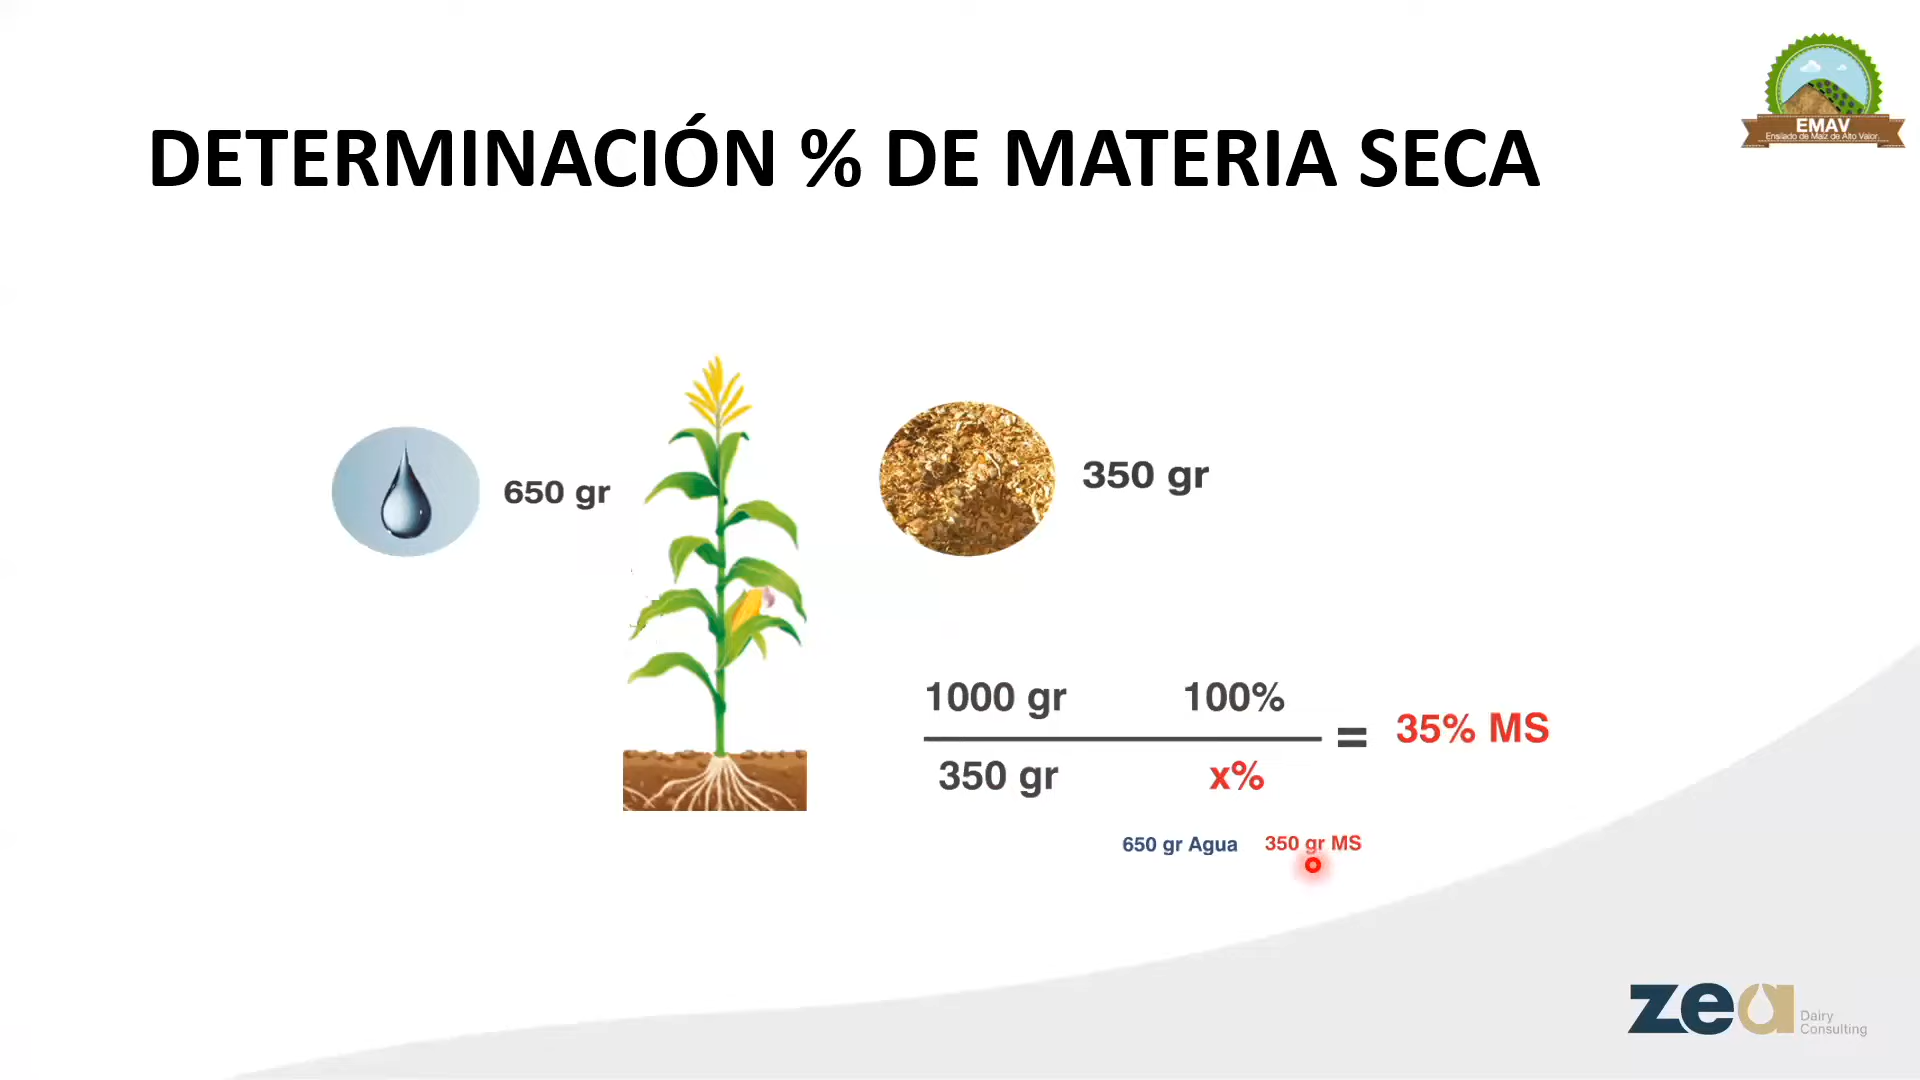 EMAV
Ensilado de Maíz de Alto Valor.
DETERMINACIÓN % DE MATERIA SECA
650 gr
350 gr
1000 gr 100%
= 35% MS
350 gr x%
650 gr Agua 350 gr MS
zea Dairy
Consulting